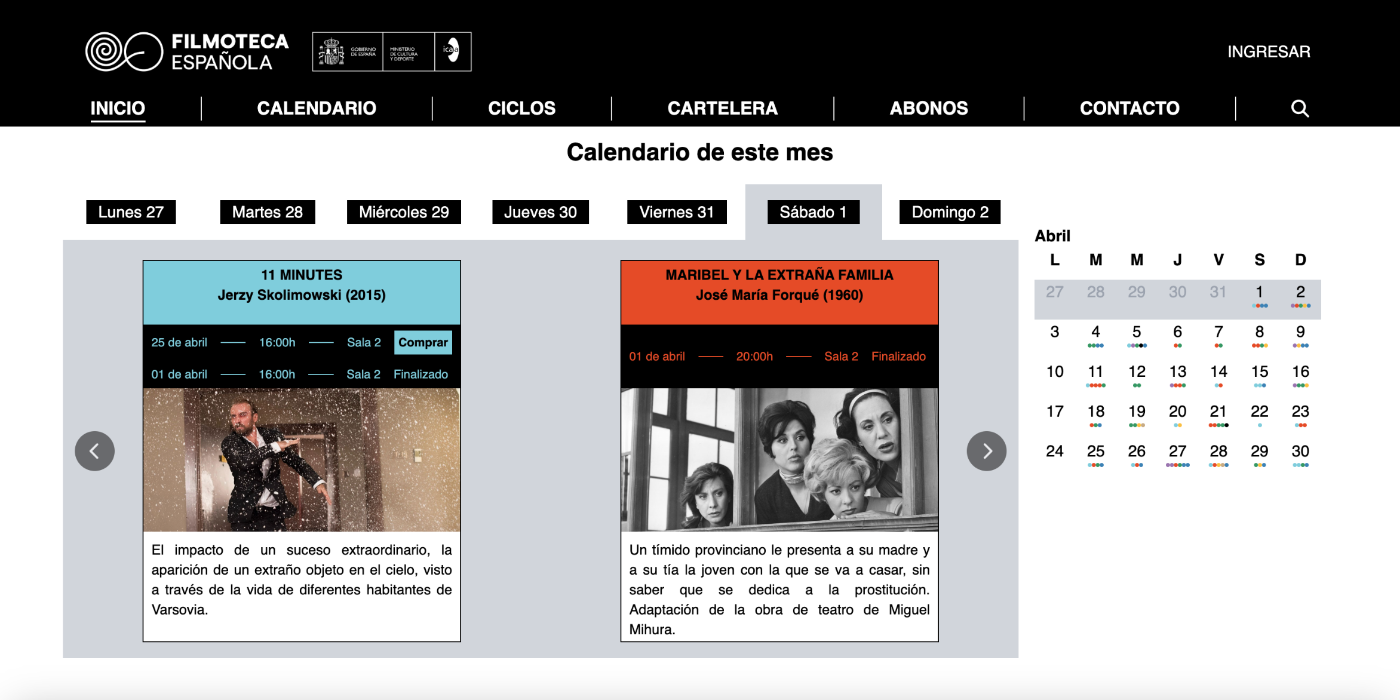 FILMOTECA
ESPAÑOLA
GOBIERNO
DE ESPAÑA
MINISTERIO
DE CULTURA
Y DEPORTE
icaa
INGRESAR
INICIO
CALENDARIO
CICLOS
CARTELERA
ABONOS
CONTACTO
Calendario de este mes
Lunes 27
Martes 28
Miércoles 29
Jueves 30
Viernes 31
Sábado 1
Domingo 2
11 MINUTES
Jerzy Skolimowski (2015)
25 de abril 16:00h Sala 2 Comprar
01 de abril 16:00h Sala 2 Finalizado
El impacto de un suceso extraordinario, la
aparición de un extraño objeto en el cielo, visto
a través de la vida de diferentes habitantes de
Varsovia.
MARIBEL Y LA EXTRAÑA FAMILIA
José María Forqué (1960)
01 de abril 20:00h Sala 2 Finalizado
Un tímido provinciano le presenta a su madre y
a su tía la joven con la que se va a casar, sin
saber que se dedica a la prostitución.
Adaptación de la obra de teatro de Miguel
Mihura.
Abril
L M M J V S D
27 28 29 30 31 1 2
3 4 5 6 7 8 9
10 11 12 13 14 15 16
17 18 19 20 21 22 23
24 25 26 27 28 29 30